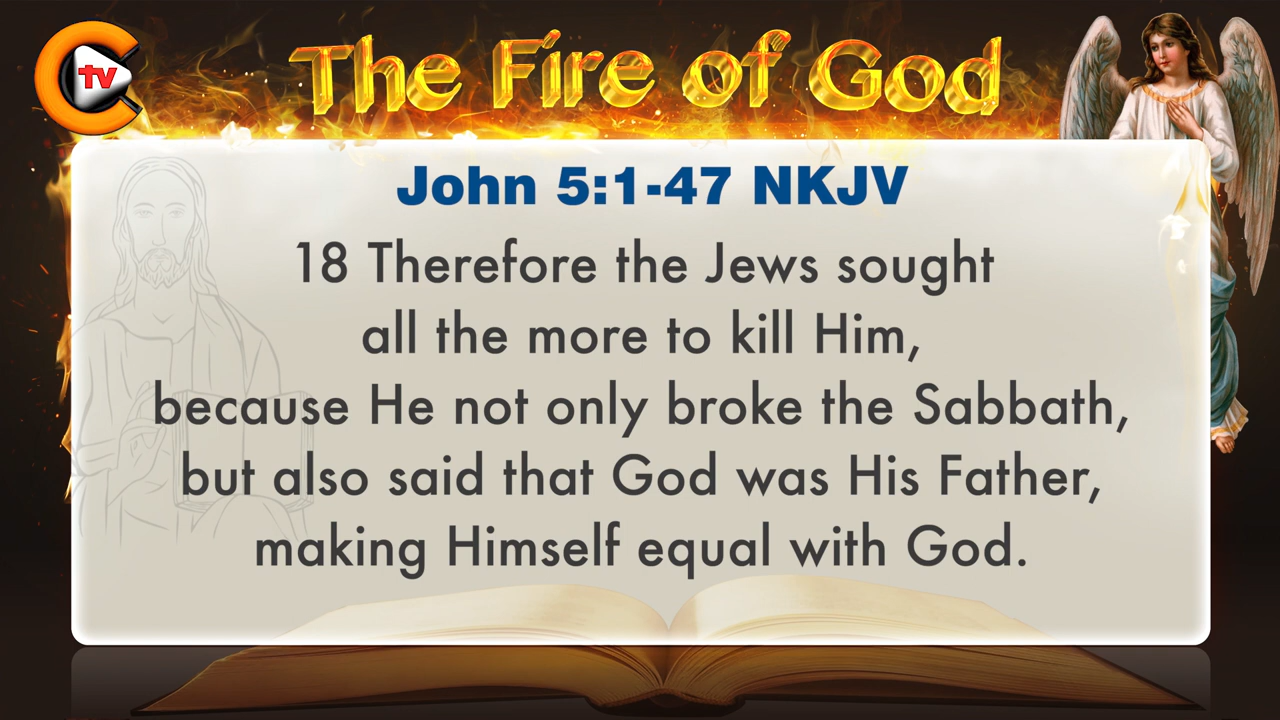 tv
The Fire of God
John 5:1-47 NKJV
18 Therefore the Jews sought
all the more to kill Him,
because He not only broke the Sabbath,
but also said that God was His Father,
making Himself equal with God.